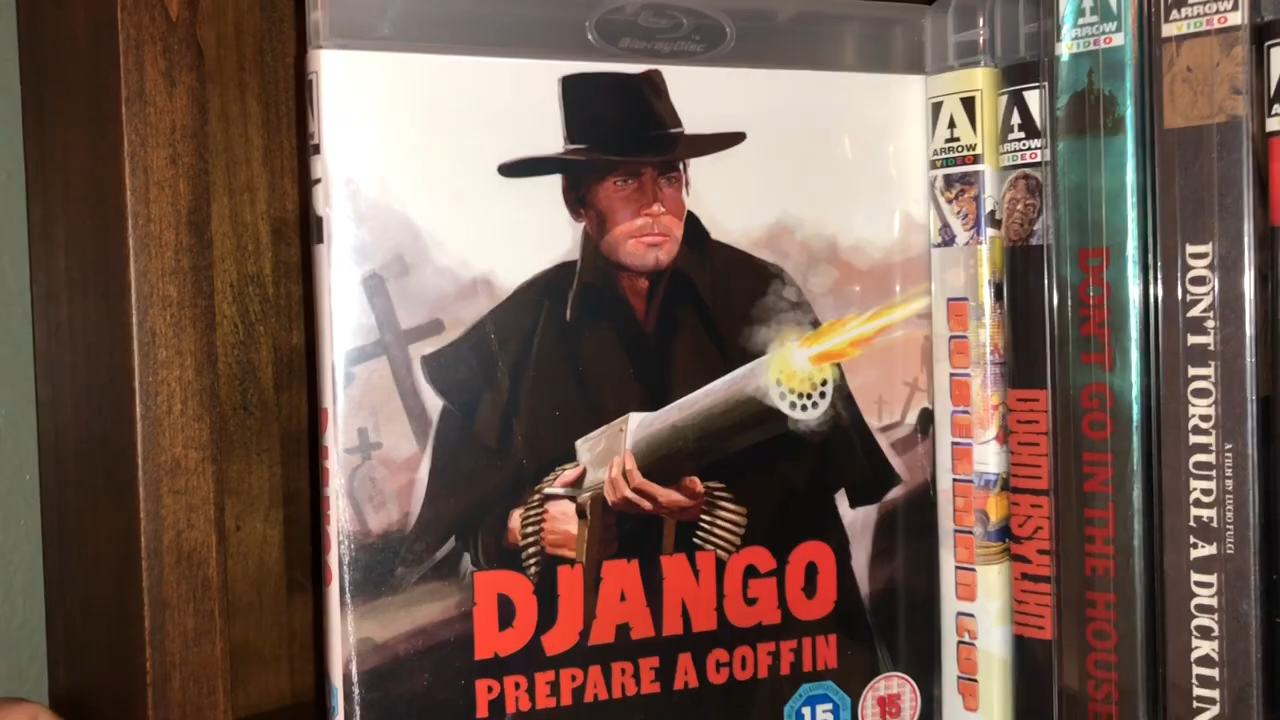 Blu-ray Disc
DJANGO
PREPARE A COFFIN
15
15
ARROW
VIDEO
DOBERMAN COP
ARROW
VIDEO
DOOM ASYLUM
ARROW
VIDEO
DON'T GO IN THE HOUSE
ARROW
VIDEO
DON'T TORTURE A DUCKLIN
A FILM BY LUCIO FULCI